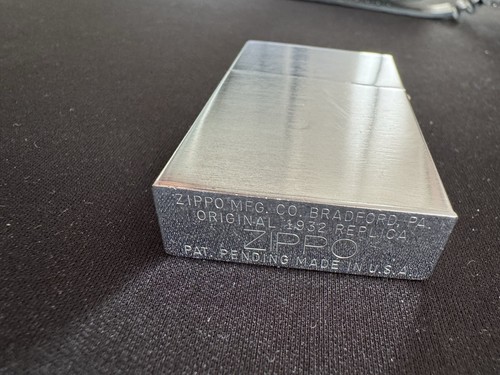 ZIPPO MFG. CO. BRADFORD. PA.
ORIGINAL 1932 REPLICA
ZIPPO
PAT. PENDING MADE IN U.S.A.